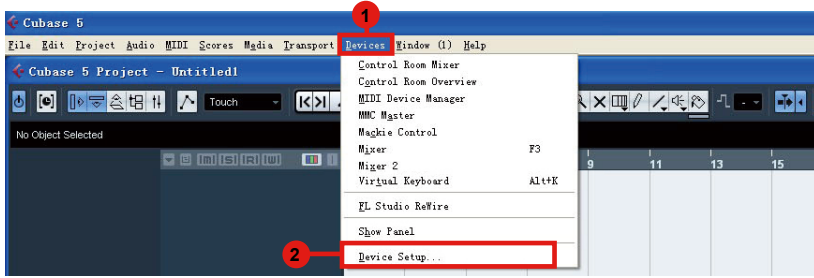 Cubase 5
1
File Edit Project Audio MIDI Scores Media Transport Devices Window (1) Help
Cubase 5 Project - Untitled1
Touch
No Object Selected
Control Room Mixer
Control Room Overview
MIDI Device Manager
MMC Master
Mackie Control
Mixer F3
Mixer 2
Virtual Keyboard Alt+K
FL Studio ReWire
Show Panel
2
Device Setup...
[m] [S] [R] [W]
9 11 13 15